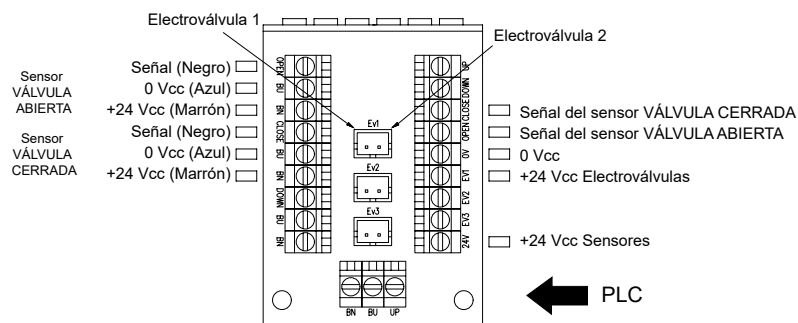 Electroválvula 1
Electroválvula 2
Sensor
VÁLVULA
ABIERTA
Señal (Negro)
0 Vcc (Azul)
+24 Vcc (Marrón)
Sensor
VÁLVULA
CERRADA
Señal (Negro)
0 Vcc (Azul)
+24 Vcc (Marrón)
OPEN
BU
BN
CLOSE
BU
BN
DOWN
BU
BN
Ev1
Ev2
Ev3
UP
DOWN
CLOSE
OPEN
0V
EV1
EV2
EV3
24V
Señal del sensor VÁLVULA CERRADA
Señal del sensor VÁLVULA ABIERTA
0 Vcc
+24 Vcc Electroválvulas
+24 Vcc Sensores
BN BU UP
PLC